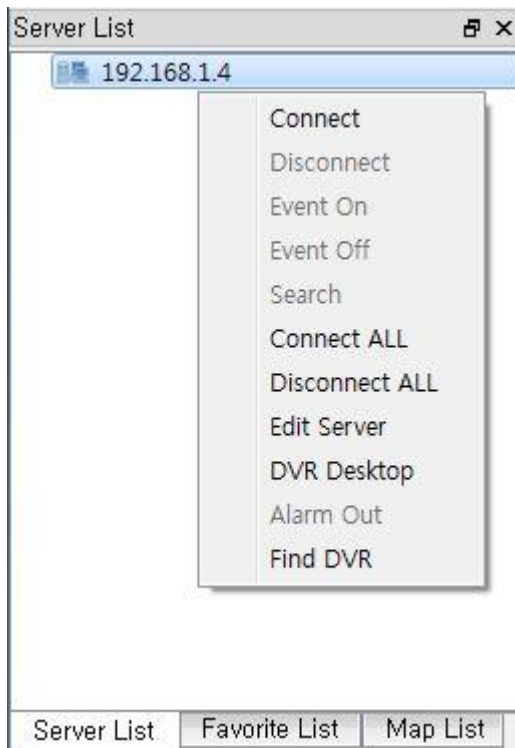 Server List
192.168.1.4
Connect
Disconnect
Event On
Event Off
Search
Connect ALL
Disconnect ALL
Edit Server
DVR Desktop
Alarm Out
Find DVR
Server List Favorite List Map List